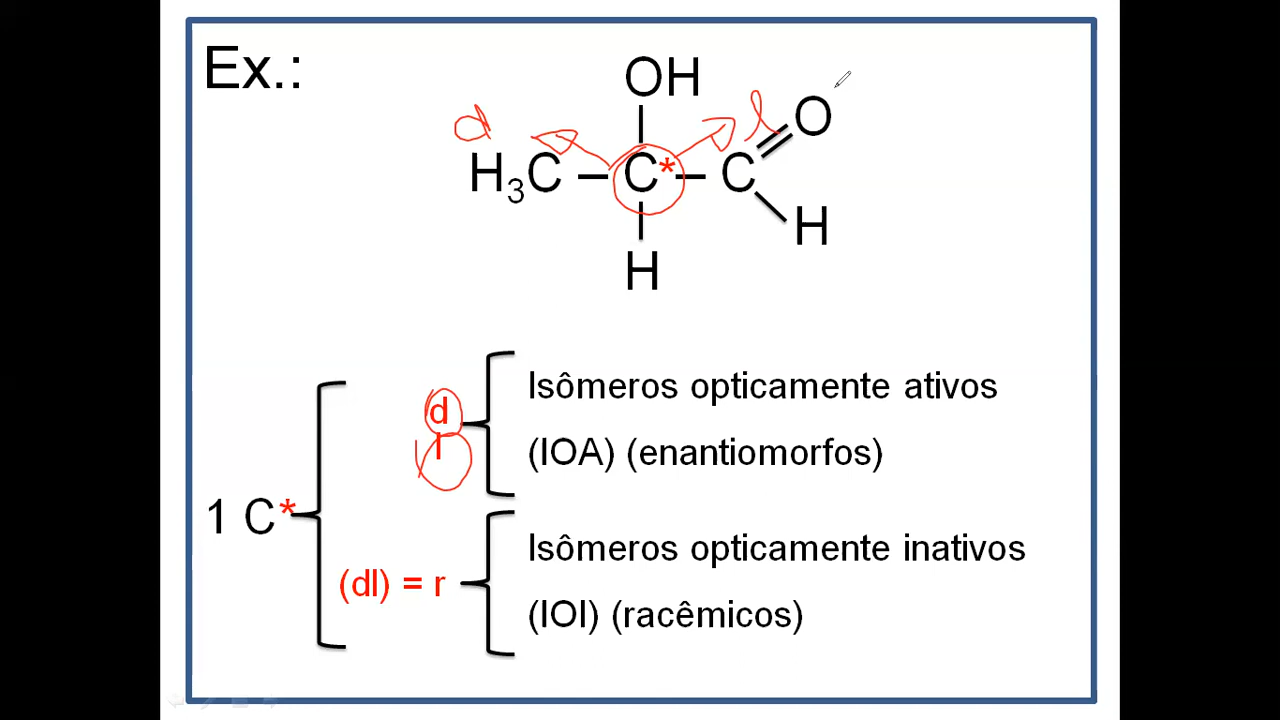 Ex.:
OH
d
l
O
H₃C – C* – C
H
H
d
l
Isômeros opticamente ativos
(IOA) (enantiomorfos)
1 C*
(dl) = r
Isômeros opticamente inativos
(IOI) (racêmicos)